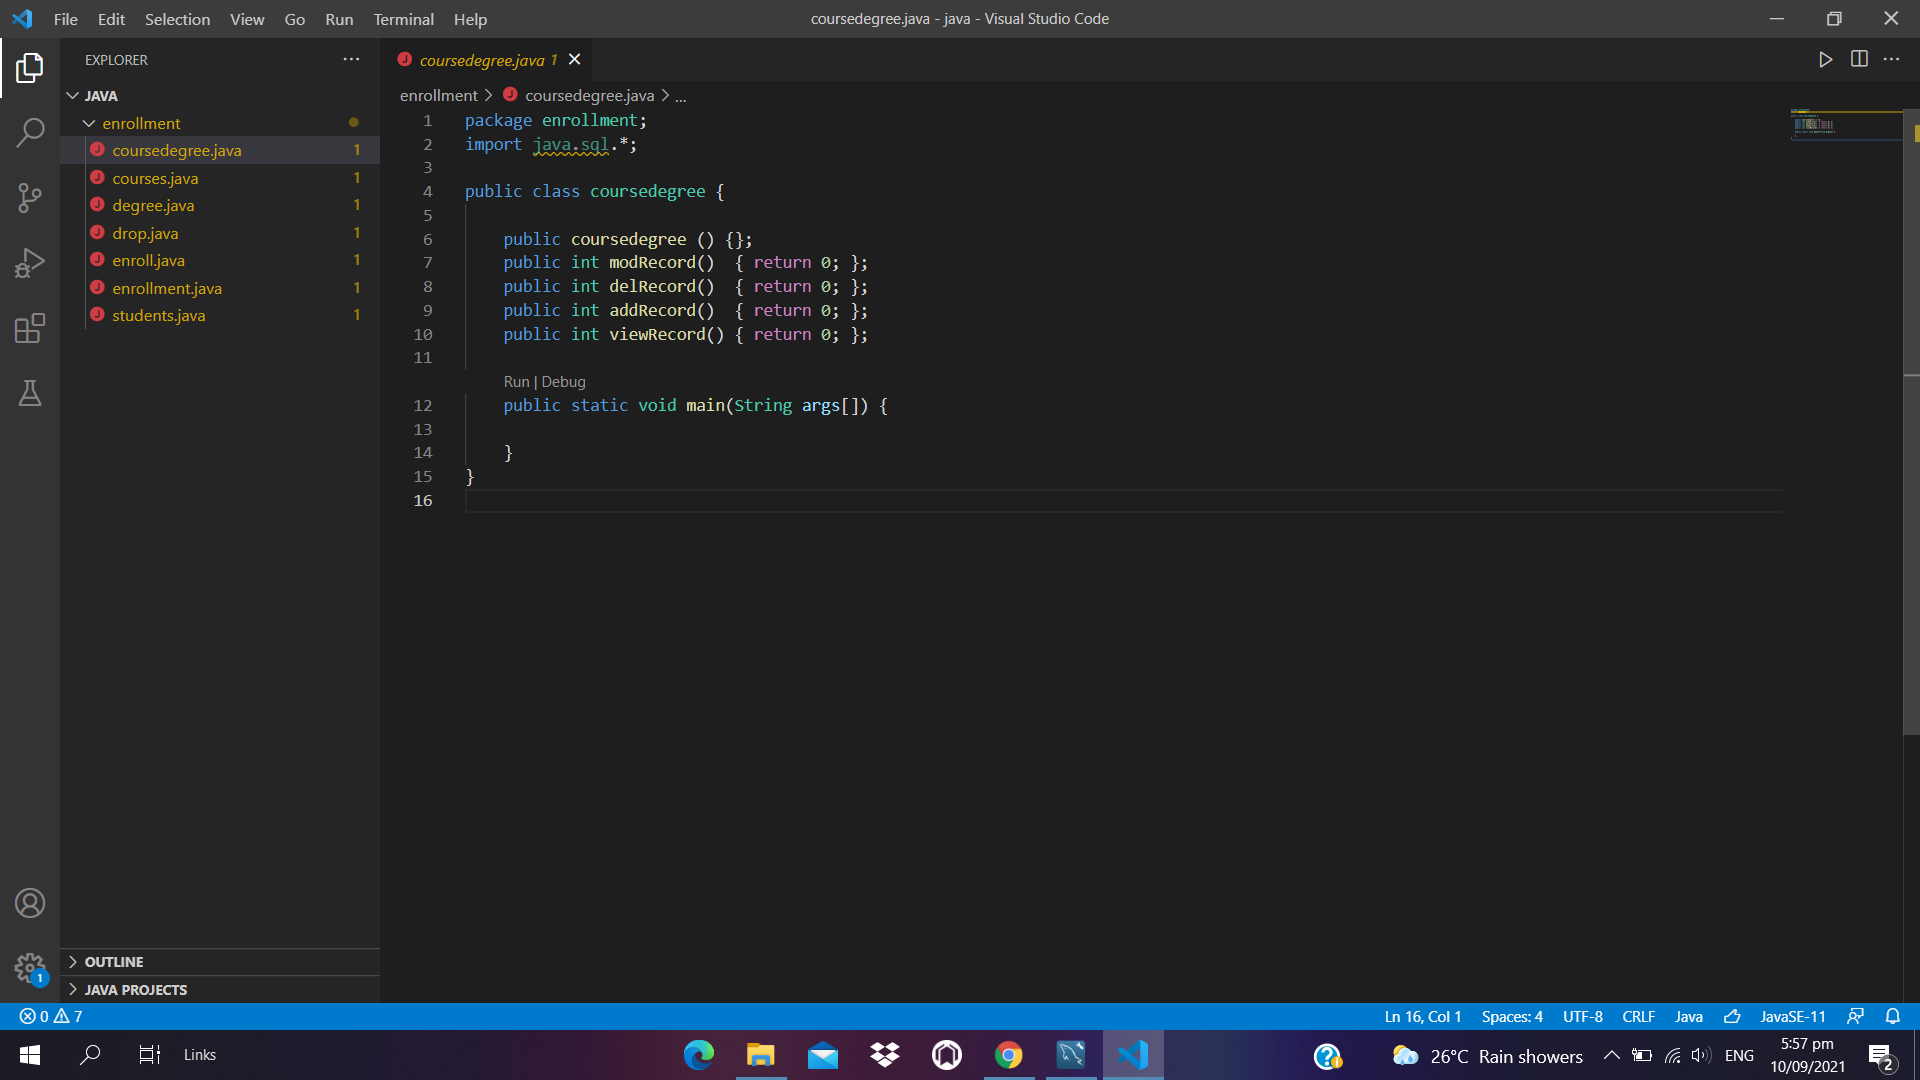 File Edit Selection View Go Run Terminal Help
coursedegree.java - java - Visual Studio Code
EXPLORER
JAVA
enrollment
coursedegree.java 1
courses.java 1
degree.java 1
drop.java 1
enroll.java 1
enrollment.java 1
students.java 1
OUTLINE
JAVA PROJECTS
coursedegree.java 1
enrollment > coursedegree.java > ...
1 package enrollment;
2 import java.sql.*;
3
4 public class coursedegree {
5
6 public coursedegree () {};
7 public int modRecord()  { return 0; };
8 public int delRecord()  { return 0; };
9 public int addRecord()  { return 0; };
10 public int viewRecord() { return 0; };
11
Run | Debug
12 public static void main(String args[]) {
13
14 }
15 }
16
1
0 7
Ln 16, Col 1 Spaces: 4 UTF-8 CRLF Java JavaSE-11
Links
26°C Rain showers
ENG
5:57 pm
10/09/2021
2